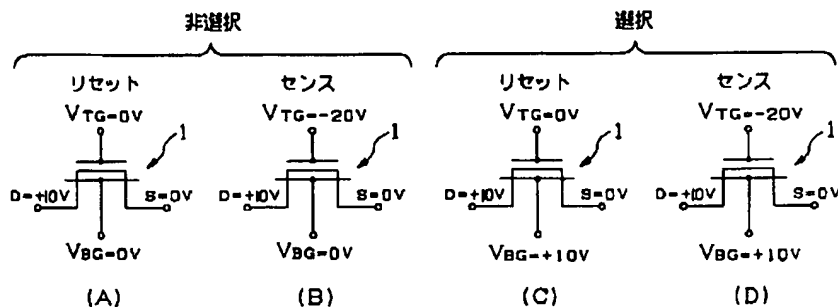 非選択
選択
リセット
センス
リセット
センス
VTG=0V
VTG=-20V
VTG=0V
VTG=-20V
1
1
1
1
D=+10V
S=0V
D=+10V
S=0V
D=+10V
S=0V
D=+10V
S=0V
VBG=0V
VBG=0V
VBG=+10V
VBG=+10V
(A)
(B)
(C)
(D)